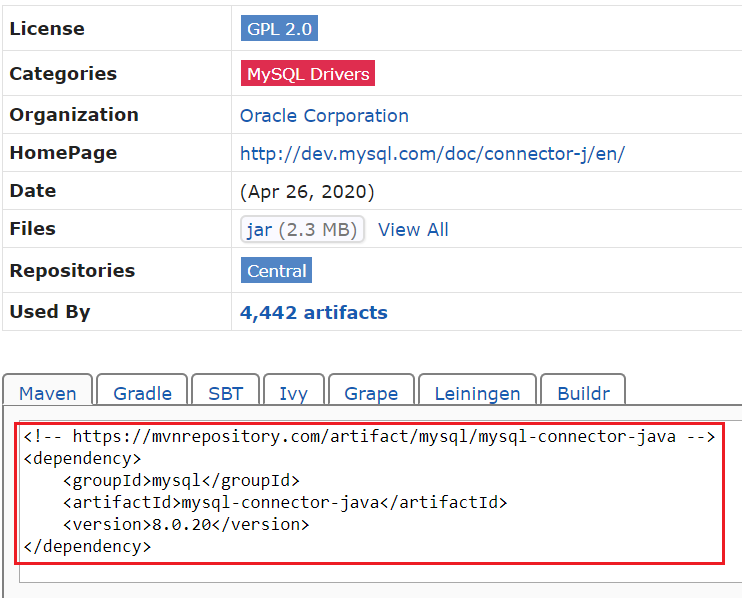 License GPL 2.0
Categories MySQL Drivers
Organization Oracle Corporation
HomePage http://dev.mysql.com/doc/connector-j/en/
Date (Apr 26, 2020)
Files jar (2.3 MB) View All
Repositories Central
Used By 4,442 artifacts
Maven Gradle SBT Ivy Grape Leiningen Buildr
<!-- https://mvnrepository.com/artifact/mysql/mysql-connector-java -->
<dependency>
    <groupId>mysql</groupId>
    <artifactId>mysql-connector-java</artifactId>
    <version>8.0.20</version>
</dependency>